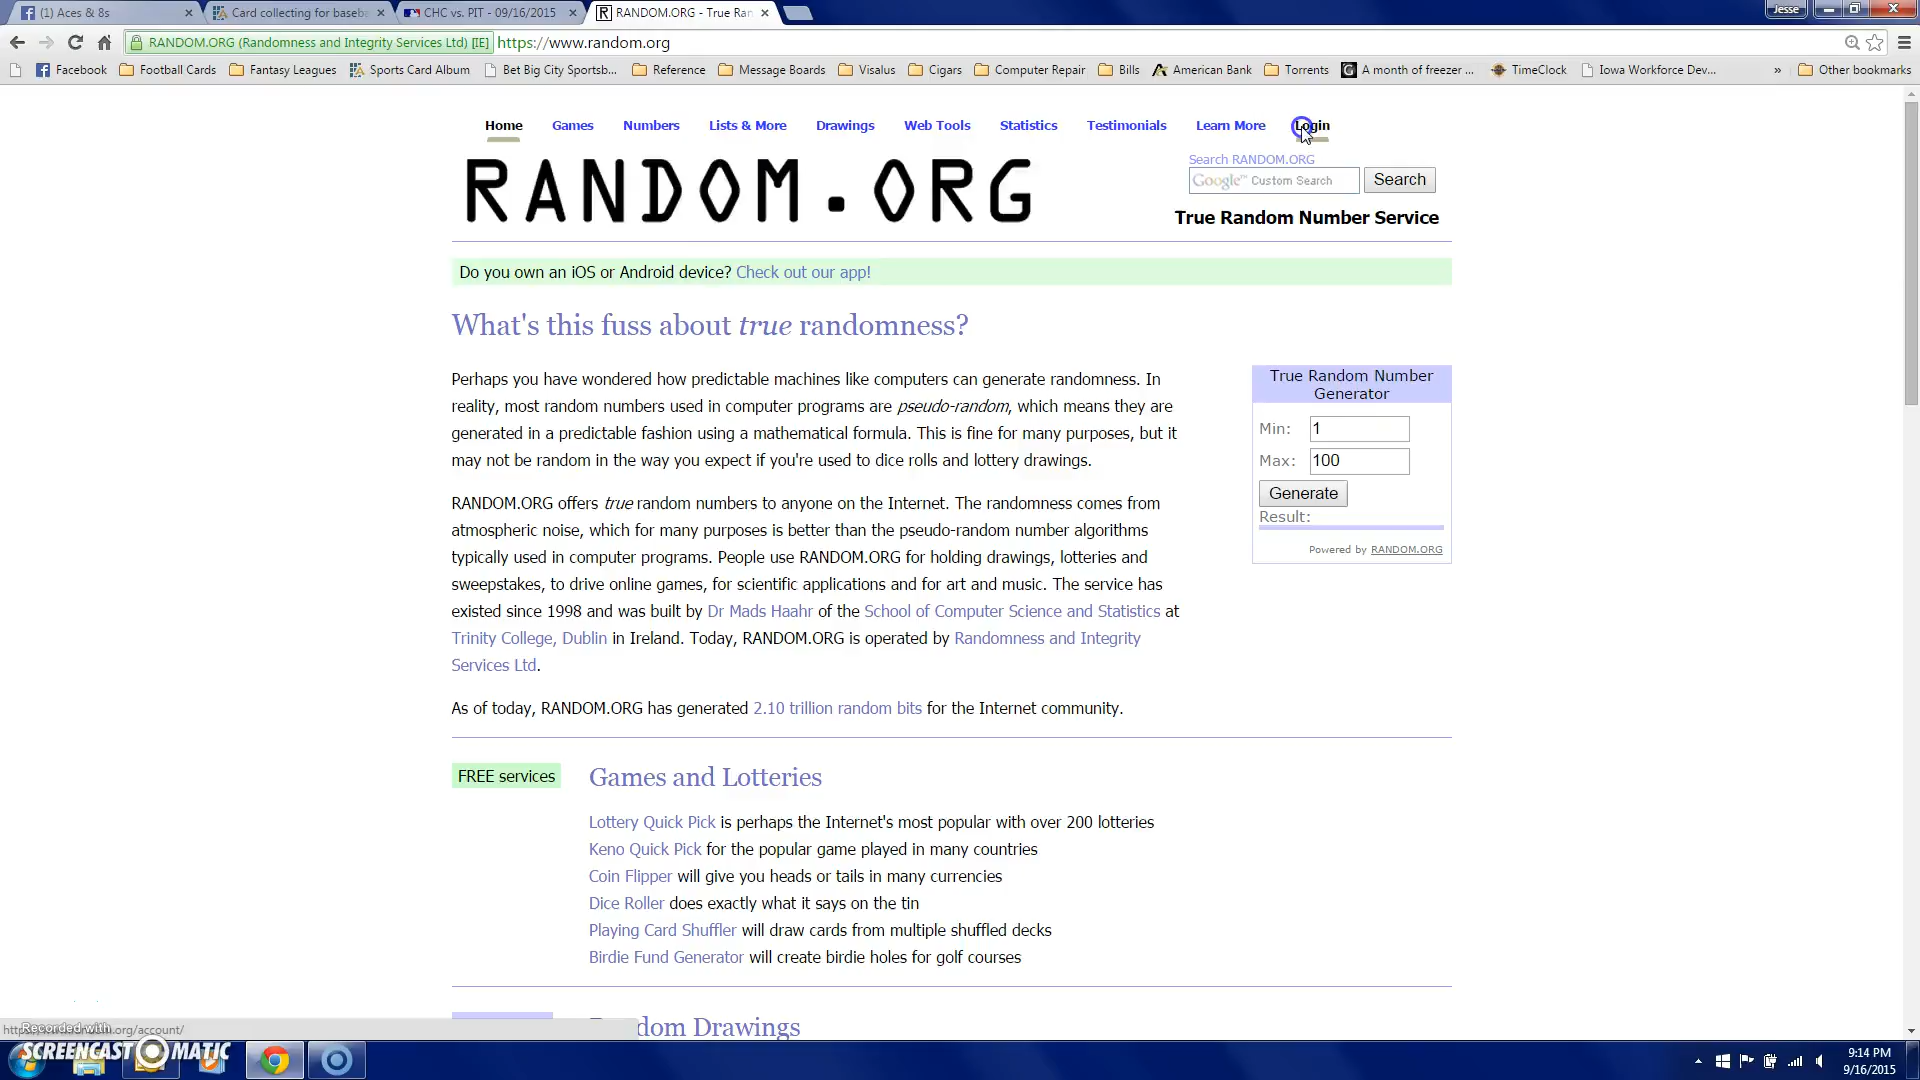 (1) Aces & 8s
Card collecting for baseba
CHC vs. PIT - 09/16/2015
RANDOM.ORG - True Ran
Jesse
RANDOM.ORG (Randomness and Integrity Services Ltd) [IE]
https://www.random.org
Facebook
Football Cards
Fantasy Leagues
Sports Card Album
Bet Big City Sportsb...
Reference
Message Boards
Visalus
Cigars
Computer Repair
Bills
American Bank
Torrents
A month of freezer ...
TimeClock
Iowa Workforce Dev...
»
Other bookmarks
Home
Games
Numbers
Lists & More
Drawings
Web Tools
Statistics
Testimonials
Learn More
Login
RANDOM.ORG
Search RANDOM.ORG
Google™ Custom Search
Search
True Random Number Service
Do you own an iOS or Android device? Check out our app!
What's this fuss about true randomness?
Perhaps you have wondered how predictable machines like computers can generate randomness. In
reality, most random numbers used in computer programs are pseudo-random, which means they are
generated in a predictable fashion using a mathematical formula. This is fine for many purposes, but it
may not be random in the way you expect if you're used to dice rolls and lottery drawings.
RANDOM.ORG offers true random numbers to anyone on the Internet. The randomness comes from
atmospheric noise, which for many purposes is better than the pseudo-random number algorithms
typically used in computer programs. People use RANDOM.ORG for holding drawings, lotteries and
sweepstakes, to drive online games, for scientific applications and for art and music. The service has
existed since 1998 and was built by Dr Mads Haahr of the School of Computer Science and Statistics at
Trinity College, Dublin in Ireland. Today, RANDOM.ORG is operated by Randomness and Integrity
Services Ltd.
As of today, RANDOM.ORG has generated 2.10 trillion random bits for the Internet community.
True Random Number
Generator
Min: 1
Max: 100
Generate
Result:
Powered by RANDOM.ORG
FREE services
Games and Lotteries
Lottery Quick Pick is perhaps the Internet's most popular with over 200 lotteries
Keno Quick Pick for the popular game played in many countries
Coin Flipper will give you heads or tails in many currencies
Dice Roller does exactly what it says on the tin
Playing Card Shuffler will draw cards from multiple shuffled decks
Birdie Fund Generator will create birdie holes for golf courses
dom Drawings
Recorded with
.org/account/
SCREENCAST MATIC
9:14 PM
9/16/2015